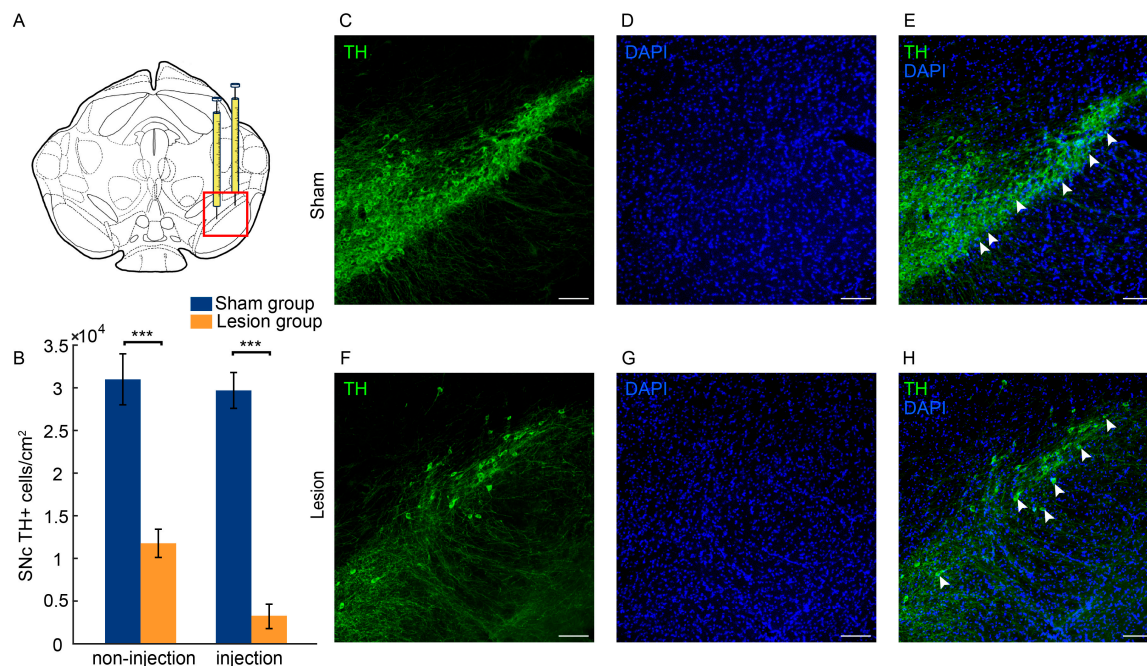 A
C
TH
D
DAPI
E
TH
DAPI
Sham
Sham group
Lesion group
B
×10⁴
***
***
3.5
3
2.5
2
1.5
1
0.5
0
SNc TH+ cells/cm²
non-injection
injection
F
TH
G
DAPI
H
TH
DAPI
Lesion